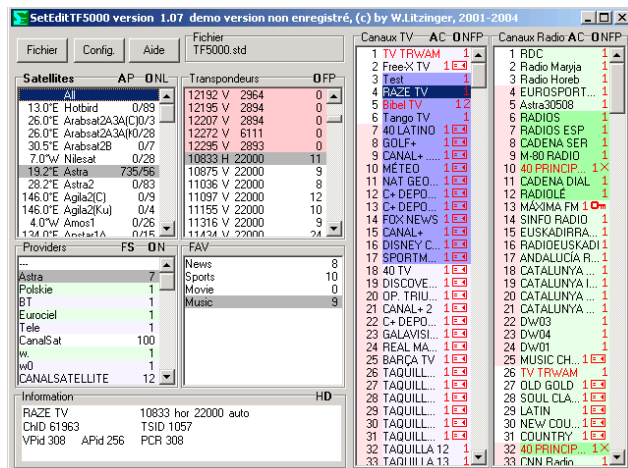 SetEditTF5000 version 1.07 demo version non enregistré, (c) by W.Litzinger, 2001-2004
Fichier Config. Aide
Fichier
TF5000.std
Satellites AP ONL
All
13.0°E Hotbird 0/89
26.0°E Arabsat2A3A(C) 0/3
26.0°E Arabsat2A3A(K 0/28
30.5°E Arabsat2B 0/7
7.0°W Nilesat 0/28
19.2°E Astra 735/56
28.2°E Astra2 0/83
146.0°E Agila2(C) 0/9
146.0°E Agila2(Ku) 0/4
4.0°W Amos1 0/26
134.0°E Apstar1A 0/15
Transpondeurs OFP
12192 V 2964 0
12195 V 2894 0
12207 V 2894 0
12272 V 6111 0
12295 V 2893 0
10833 H 22000 11
10875 V 22000 9
11036 V 22000 8
11097 V 22000 12
11155 V 22000 10
11316 V 22000 9
11434 V 22000 24
Providers FS ON
---
Astra 7
Polskie 1
BT 1
Eurociel 1
Tele 1
CanalSat 100
w. 1
w0 1
CANALSATELLITE 12
FAV
News 8
Sports 10
Movie 0
Music 9
Information HD
RAZE TV 10833 hor 22000 auto
ChID 61963 TSID 1057
VPid 308 APid 256 PCR 308
Canaux TV AC ONFP
1 TV TRWAM 1
2 Free-X TV 1
3 Test 1
4 RAZE TV 1
5 Bibel TV 12
6 Tango TV 1
7 40 LATINO 1
8 GOLF+ 1
9 CANAL+ .... 1
10 MÉTEO 1
11 NAT GEO... 1
12 C+ DEPO... 1
13 C+ DEPO... 1
14 FOX NEWS 1
15 CANAL+ 1
16 DISNEY C... 1
17 SPORTM... 1
18 40 TV 1
19 DISCOVE... 1
20 OP. TRIU... 1
21 CANAL+ 2 1
22 C+ DEPO... 1
23 GALAVISI... 1
24 REAL MA... 1
25 BARÇA TV 1
26 TAQUILL... 1
27 TAQUILL... 1
28 TAQUILL... 1
29 TAQUILL... 1
30 TAQUILL... 1
31 TAQUILL... 1
32 TAQUILLA 12 1
33 TAQUILLA 13 1
Canaux Radio AC ONFP
1 RDC 1
2 Radio Maryja 1
3 Radio Horeb 1
4 EUROSPORT... 1
5 Astra30508 1
6 RADIOS 1
7 RADIOS ESP 1
8 CADENA SER 1
9 M-80 RADIO 1
10 40 PRINCIP... 1
11 CADENA DIAL 1
12 RADIOLÉ 1
13 MÁXIMA FM 1
14 SINFO RADIO 1
15 EUSKADIRRA... 1
16 RADIOEUSKADI 1
17 ANDALUCÍA R... 1
18 CATALUNYA ... 1
19 CATALUNYA I... 1
20 CATALUNYA ... 1
21 CATALUNYA ... 1
22 DW03 1
23 DW04 1
24 DW01 1
25 MUSIC CH... 1
26 TV TRWAM 1
27 OLD GOLD 1
28 SOUL CLA... 1
29 LATIN 1
30 NEW COU... 1
31 COUNTRY 1
32 40 PRINCIP... 1
33 CNN Radio 1